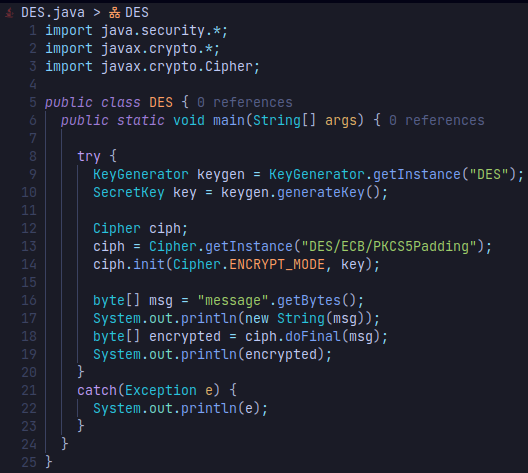 DES.java > DES
1 import java.security.*;
2 import javax.crypto.*;
3 import javax.crypto.Cipher;
4
5 public class DES { 0 references
6   public static void main(String[] args) { 0 references
7
8     try {
9       KeyGenerator keygen = KeyGenerator.getInstance("DES");
10       SecretKey key = keygen.generateKey();
11
12       Cipher ciph;
13       ciph = Cipher.getInstance("DES/ECB/PKCS5Padding");
14       ciph.init(Cipher.ENCRYPT_MODE, key);
15
16       byte[] msg = "message".getBytes();
17       System.out.println(new String(msg));
18       byte[] encrypted = ciph.doFinal(msg);
19       System.out.println(encrypted);
20     }
21     catch(Exception e) {
22       System.out.println(e);
23     }
24   }
25 }